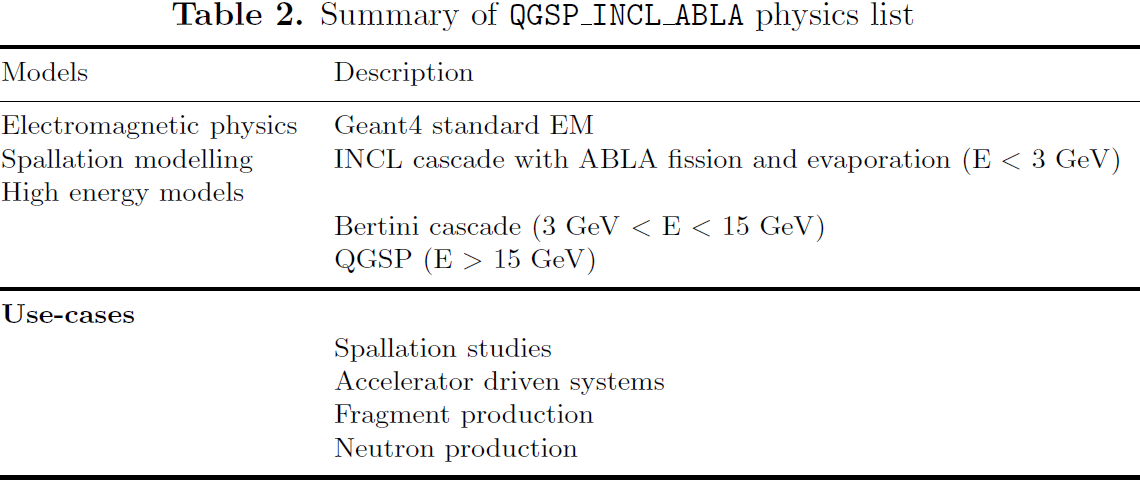 Table 2. Summary of QGSP_INCL_ABLA physics list
Models Description
Electromagnetic physics Geant4 standard EM
Spallation modelling INCL cascade with ABLA fission and evaporation (E < 3 GeV)
High energy models
Bertini cascade (3 GeV < E < 15 GeV)
QGSP (E > 15 GeV)
Use-cases
Spallation studies
Accelerator driven systems
Fragment production
Neutron production